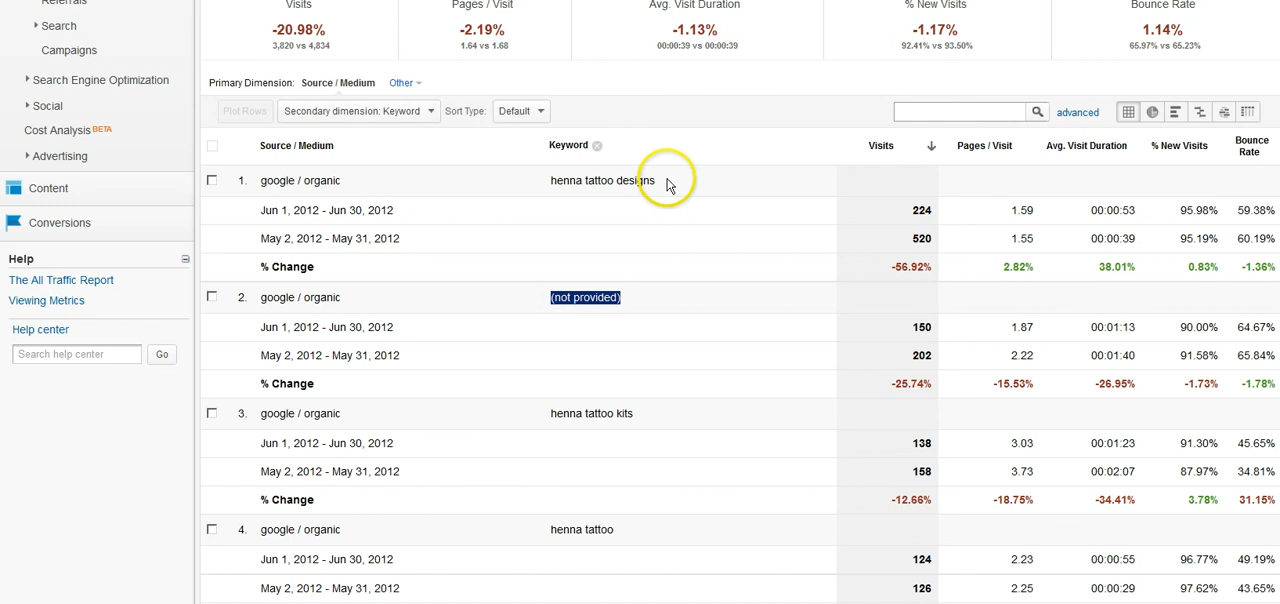 Referrals
Search
Campaigns
Search Engine Optimization
Social
Cost Analysis BETA
Advertising
Content
Conversions
Help
The All Traffic Report
Viewing Metrics
Help center
Search help center Go
Visits Pages / Visit Avg. Visit Duration % New Visits Bounce Rate
-20.98% -2.19% -1.13% -1.17% 1.14%
3,820 vs 4,834 1.64 vs 1.68 00:00:39 vs 00:00:39 92.41% vs 93.50% 65.97% vs 65.23%
Primary Dimension: Source / Medium Other
Plot Rows Secondary dimension: Keyword Sort Type: Default advanced
Source / Medium Keyword Visits Pages / Visit Avg. Visit Duration % New Visits Bounce Rate
1. google / organic henna tattoo designs
Jun 1, 2012 - Jun 30, 2012 224 1.59 00:00:53 95.98% 59.38%
May 2, 2012 - May 31, 2012 520 1.55 00:00:39 95.19% 60.19%
% Change -56.92% 2.82% 38.01% 0.83% -1.36%
2. google / organic (not provided)
Jun 1, 2012 - Jun 30, 2012 150 1.87 00:01:13 90.00% 64.67%
May 2, 2012 - May 31, 2012 202 2.22 00:01:40 91.58% 65.84%
% Change -25.74% -15.53% -26.95% -1.73% -1.78%
3. google / organic henna tattoo kits
Jun 1, 2012 - Jun 30, 2012 138 3.03 00:01:23 91.30% 45.65%
May 2, 2012 - May 31, 2012 158 3.73 00:02:07 87.97% 34.81%
% Change -12.66% -18.75% -34.41% 3.78% 31.15%
4. google / organic henna tattoo
Jun 1, 2012 - Jun 30, 2012 124 2.23 00:00:55 96.77% 49.19%
May 2, 2012 - May 31, 2012 126 2.25 00:00:29 97.62% 43.65%